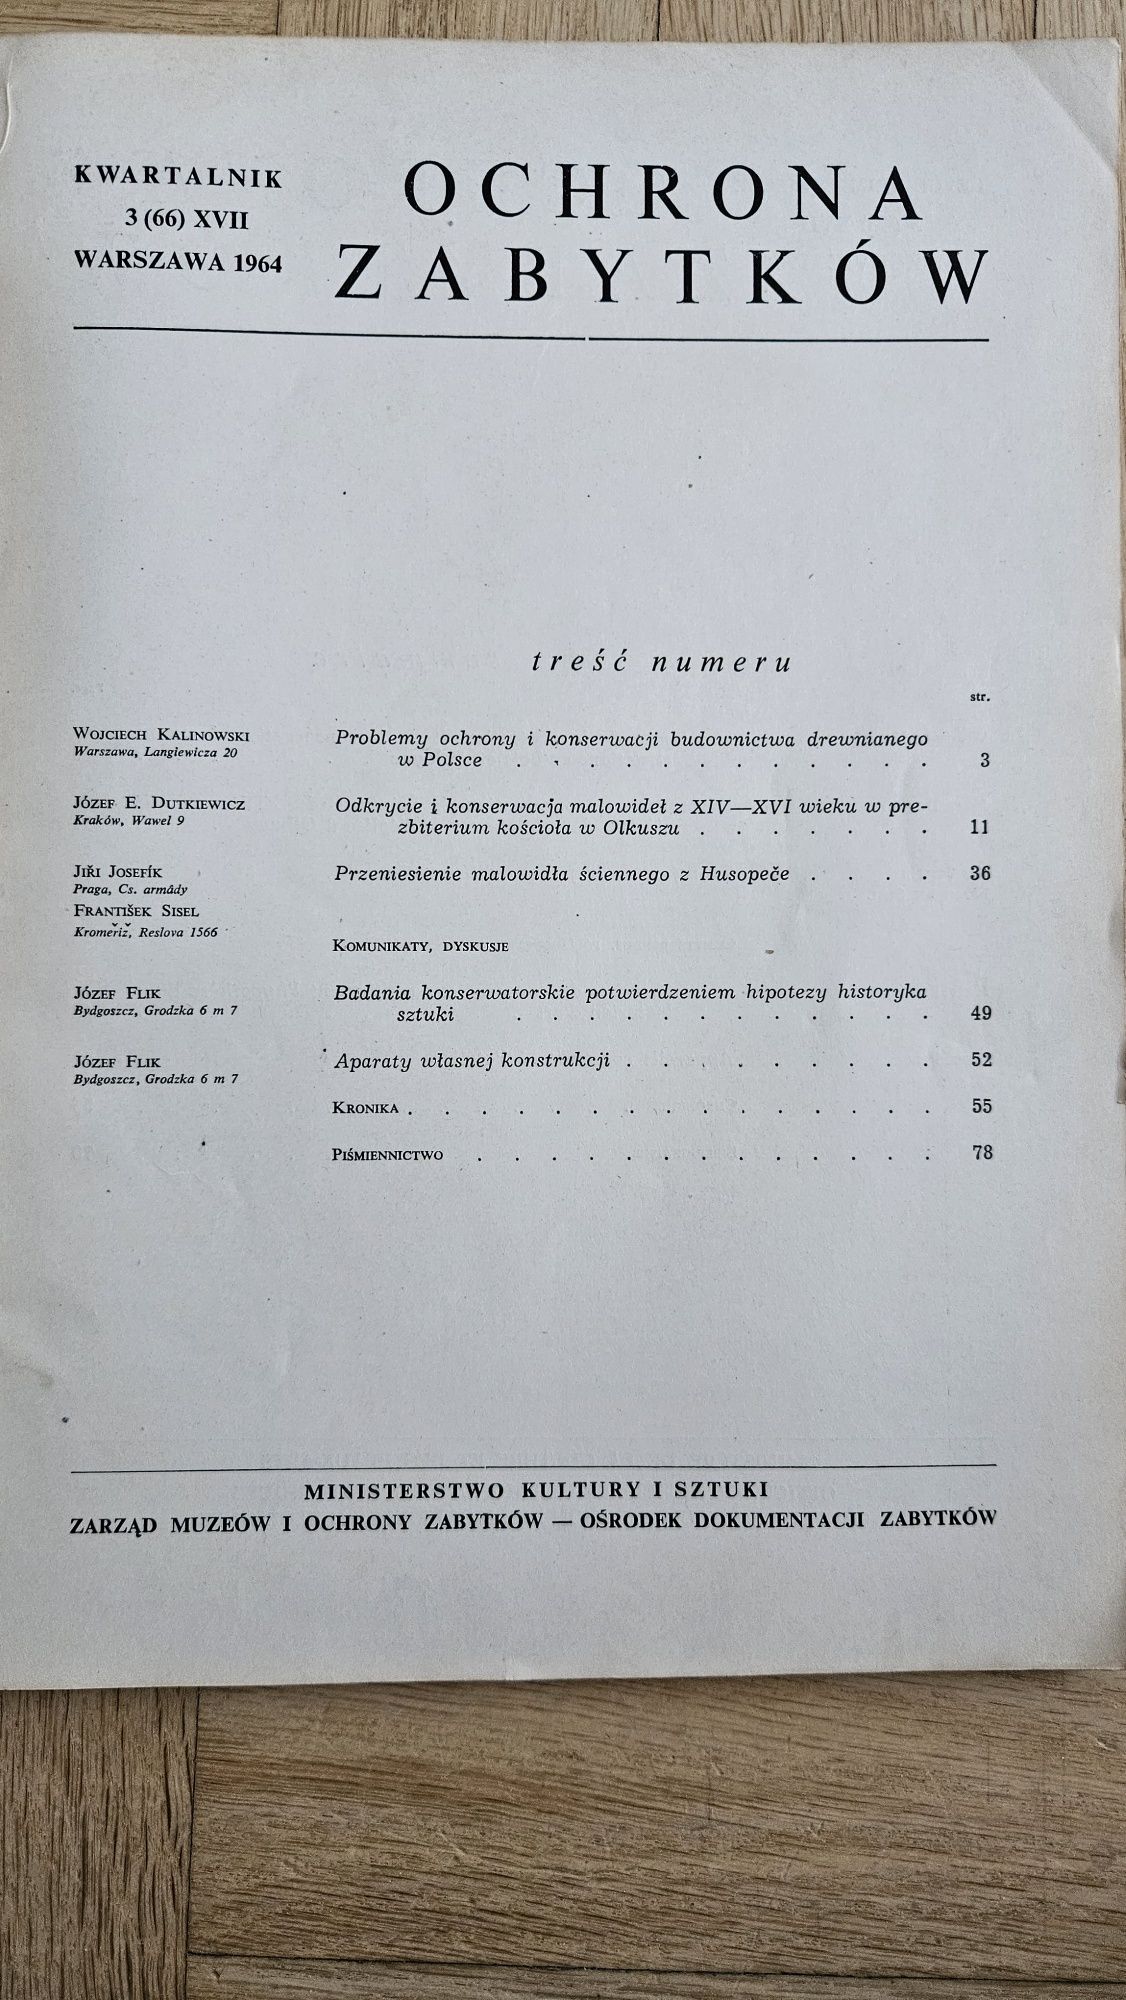 KWARTALNIK
3 (66) XVII
WARSZAWA 1964
OCHRONA
ZABYTKÓW
treść numeru
str.
WOJCIECH KALINOWSKI
Warszawa, Langiewicza 20
Problemy ochrony i konserwacji budownictwa drewnianego
w Polsce . . . . . . . . . . . . 3
JÓZEF E. DUTKIEWICZ
Kraków, Wawel 9
Odkrycie i konserwacja malowideł z XIV—XVI wieku w pre-
zbiterium kościoła w Olkuszu . . . . . . . 11
JIŘI JOSEFÍK
Praga, Cs. armády
FRANTIŠEK SISEL
Kromeřiž, Reslova 1566
Przeniesienie malowidła ściennego z Husopeče . . . . 36
KOMUNIKATY, DYSKUSJE
JÓZEF FLIK
Bydgoszcz, Grodzka 6 m 7
Badania konserwatorskie potwierdzeniem hipotezy historyka
sztuki . . . . . . . . . . . . 49
JÓZEF FLIK
Bydgoszcz, Grodzka 6 m 7
Aparaty własnej konstrukcji . . . . . . . . . 52
KRONIKA . . . . . . . . . . . . . . . 55
PIŚMIENNICTWO . . . . . . . . . . . . . 78
MINISTERSTWO KULTURY I SZTUKI
ZARZĄD MUZEÓW I OCHRONY ZABYTKÓW — OŚRODEK DOKUMENTACJI ZABYTKÓW